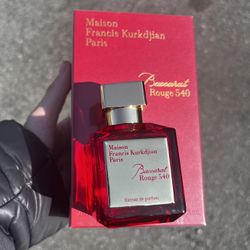 Maison
Francis Kurkdjian
Paris
Baccarat
Rouge 540
Maison
Francis Kurkdjian
Paris
Baccarat
Rouge 540
Extrait de parfum